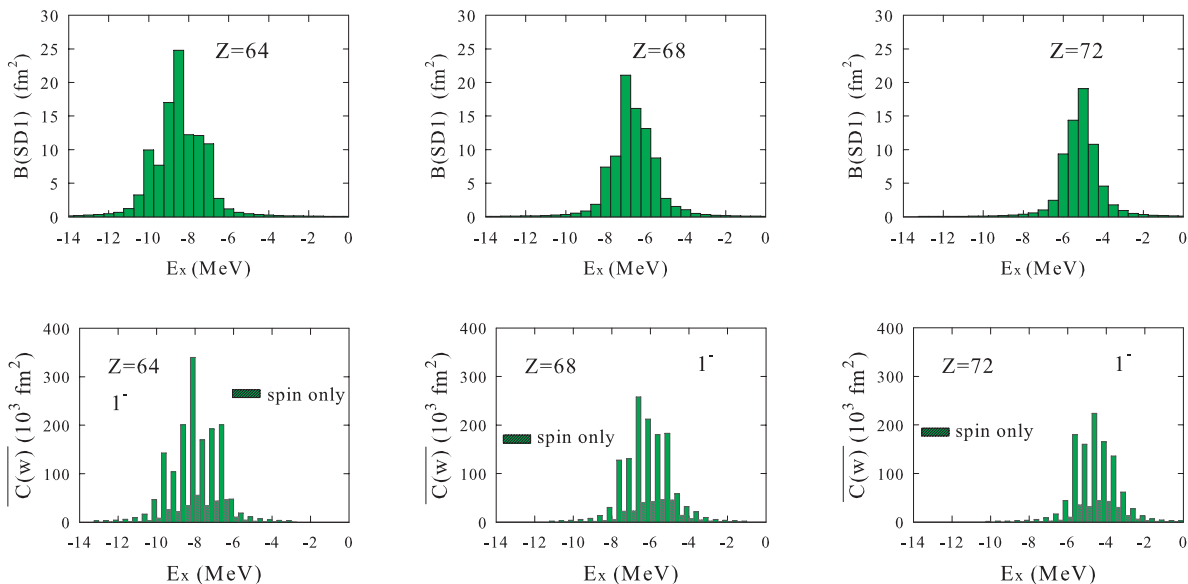 B(SD1) (fm²)
30
25
20
15
10
5
0
Z=64
-14 -12 -10 -8 -6 -4 -2 0
Ex (MeV)
B(SD1) (fm²)
30
25
20
15
10
5
0
Z=68
-14 -12 -10 -8 -6 -4 -2 0
Ex (MeV)
B(SD1) (fm²)
30
25
20
15
10
5
0
Z=72
-14 -12 -10 -8 -6 -4 -2 0
Ex (MeV)
C(w) (10³ fm²)
400
300
200
100
0
Z=64
1⁻
spin only
-14 -12 -10 -8 -6 -4 -2 0
Ex (MeV)
C(w) (10³ fm²)
400
300
200
100
0
Z=68
1⁻
spin only
-14 -12 -10 -8 -6 -4 -2 0
Ex (MeV)
C(w) (10³ fm²)
400
300
200
100
0
Z=72
1⁻
spin only
-14 -12 -10 -8 -6 -4 -2 0
Ex (MeV)